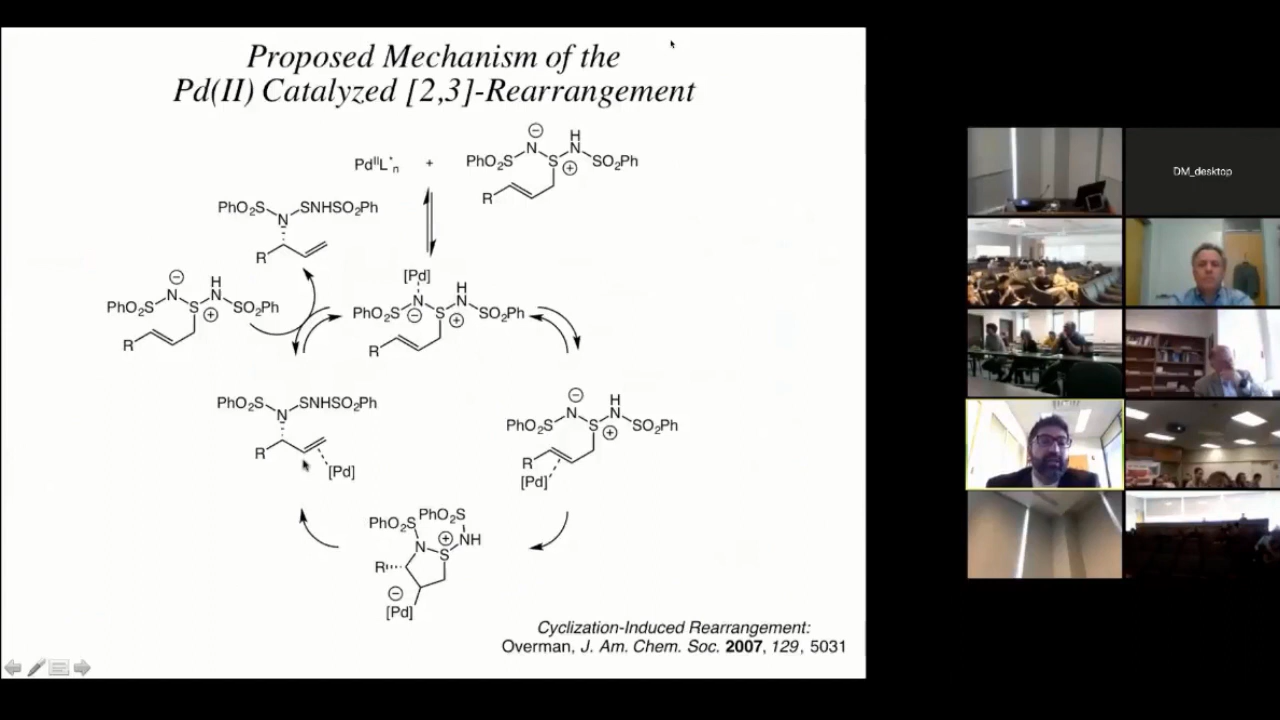 Proposed Mechanism of the
Pd(II) Catalyzed [2,3]-Rearrangement
PdᴵᴵL*ₙ + PhO₂S N⊖ S⊕ H N SO₂Ph R
PhO₂S N SNHSO₂Ph R
[Pd]
PhO₂S N⊖ S⊕ H N SO₂Ph R
PhO₂S N⊖ S⊕ H N SO₂Ph R
PhO₂S N SNHSO₂Ph R [Pd]
PhO₂S N⊖ S⊕ H N SO₂Ph R [Pd]
PhO₂S PhO₂S N S⊕ NH R ⊖ [Pd]
Cyclization-Induced Rearrangement:
Overman, J. Am. Chem. Soc. 2007, 129, 5031
DM_desktop